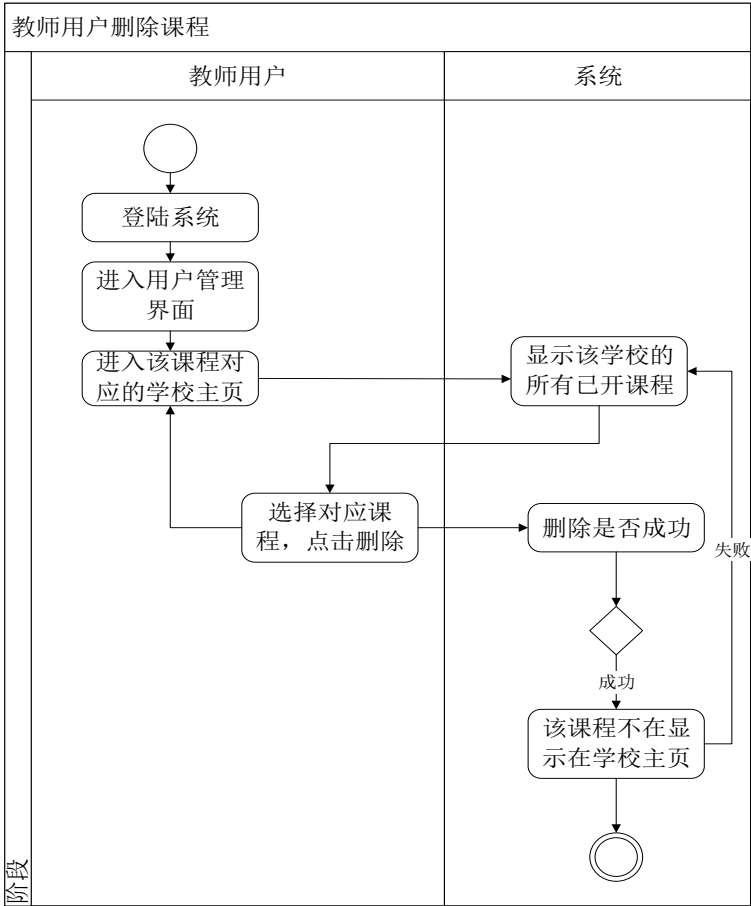 教师用户删除课程
教师用户
系统
登陆系统
进入用户管理
界面
进入该课程对
应的学校主页
显示该学校的
所有已开课程
选择对应课
程，点击删除
删除是否成功
失败
成功
该课程不在显
示在学校主页
阶段